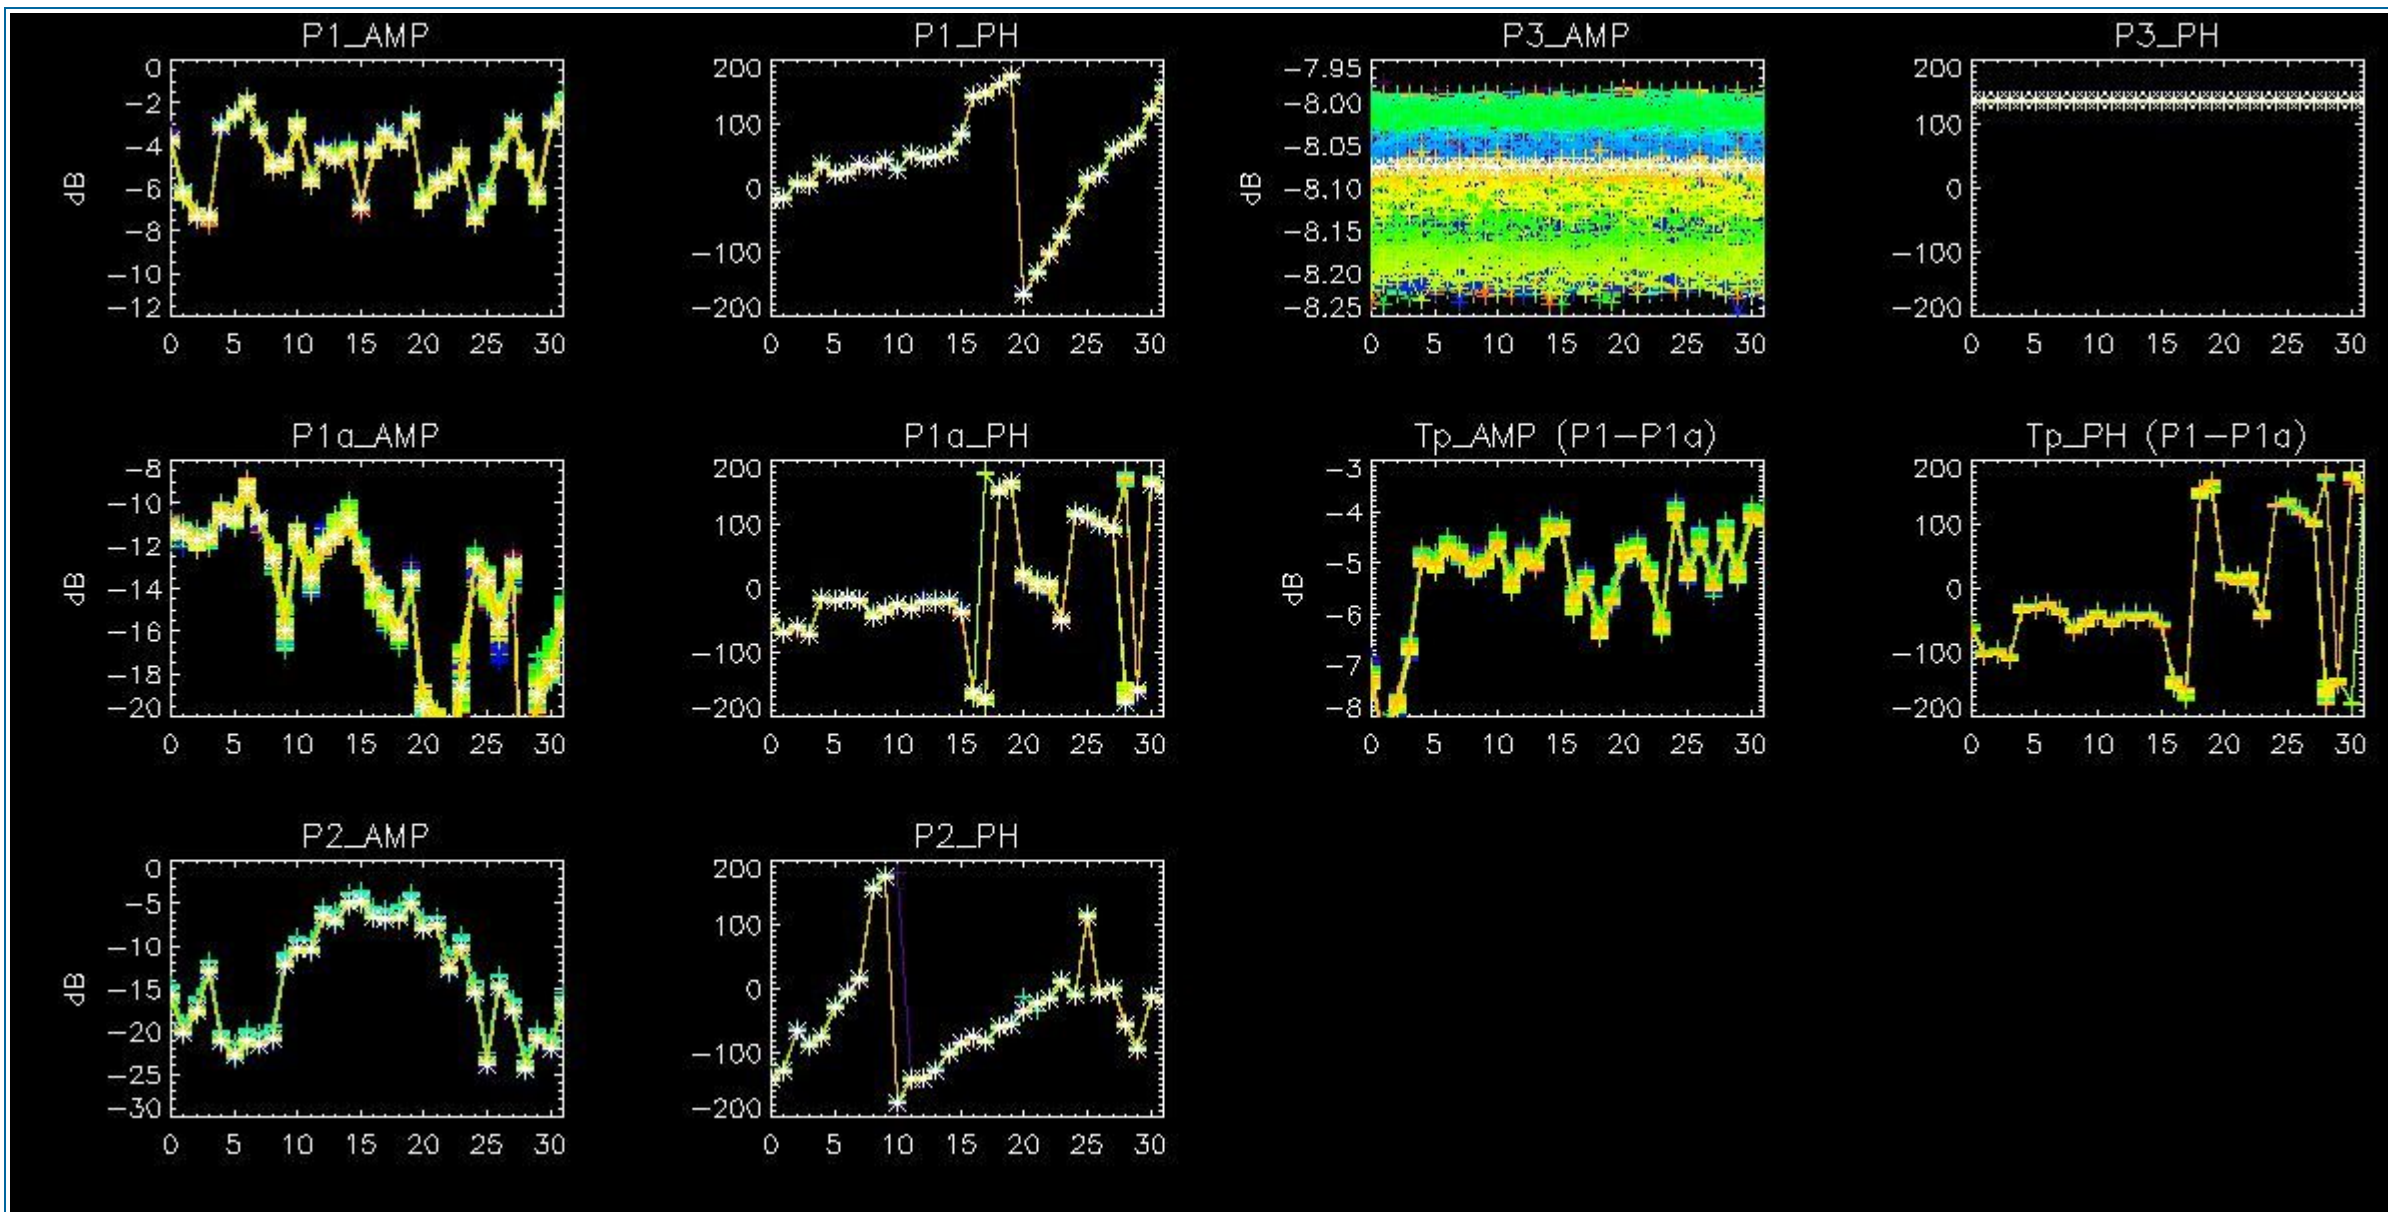 P1_AMP
P1_PH
P3_AMP
P3_PH
0
−2
−4
−6
−8
−10
−12
dB
0 5 10 15 20 25 30
200
100
0
−100
−200
0 5 10 15 20 25 30
−7.95
−8.00
−8.05
−8.10
−8.15
−8.20
−8.25
dB
0 5 10 15 20 25 30
200
100
0
−100
−200
0 5 10 15 20 25 30
P1a_AMP
P1a_PH
Tp_AMP (P1−P1a)
Tp_PH (P1−P1a)
−8
−10
−12
−14
−16
−18
−20
dB
0 5 10 15 20 25 30
200
100
0
−100
−200
0 5 10 15 20 25 30
−3
−4
−5
−6
−7
−8
dB
0 5 10 15 20 25 30
200
100
0
−100
−200
0 5 10 15 20 25 30
P2_AMP
P2_PH
0
−5
−10
−15
−20
−25
−30
dB
0 5 10 15 20 25 30
200
100
0
−100
−200
0 5 10 15 20 25 30